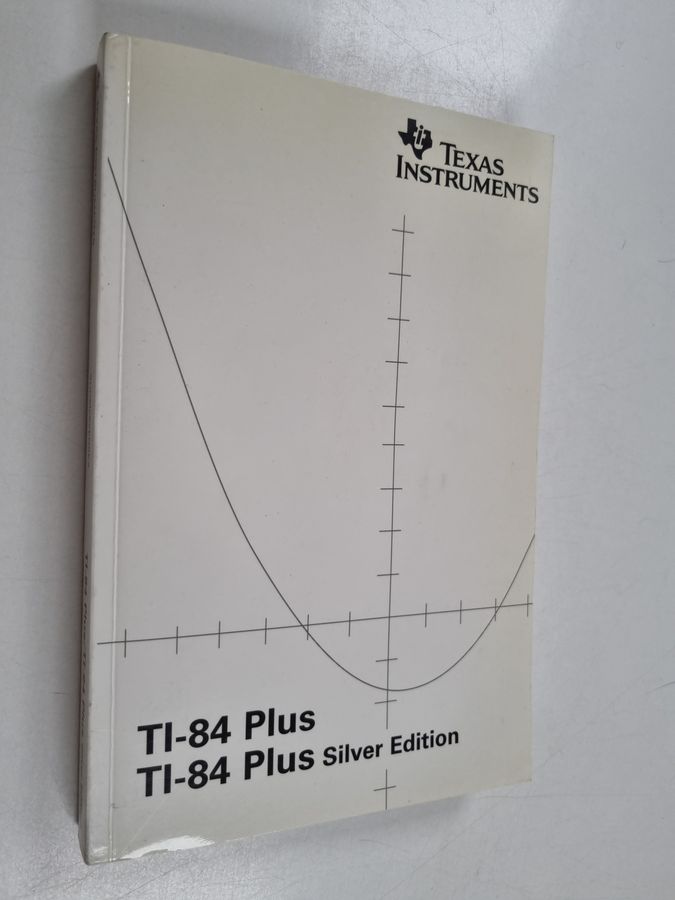 TEXAS
INSTRUMENTS
TI-84 Plus
TI-84 Plus Silver Edition